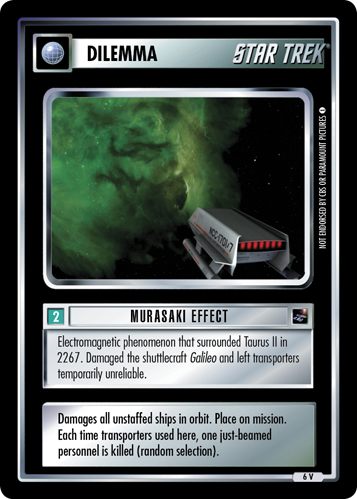 DILEMMA
STAR TREK
NOT ENDORSED BY CBS OR PARAMOUNT PICTURES
NCC-1701/7
2
MURASAKI EFFECT
Electromagnetic phenomenon that surrounded Taurus II in
2267. Damaged the shuttlecraft Galileo and left transporters
temporarily unreliable.
Damages all unstaffed ships in orbit. Place on mission.
Each time transporters used here, one just-beamed
personnel is killed (random selection).
6 V